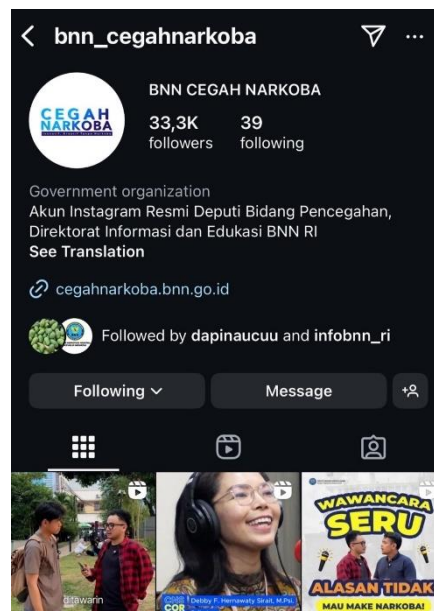 bnn_cegahnarkoba
CEGAH
NARKOBA
BNN CEGAH NARKOBA
33,3K 39
followers following
Government organization
Akun Instagram Resmi Deputi Bidang Pencegahan,
Direktorat Informasi dan Edukasi BNN RI
See Translation
cegahnarkoba.bnn.go.id
Followed by dapinaucuu and infobnn_ri
Following
Message
ditawarin
COR
Debby F. Hernawaty Sirait, M.Psi.
WAWANCARA
SERU
ALASAN TIDAK
MAU MAKE NARKOBA!